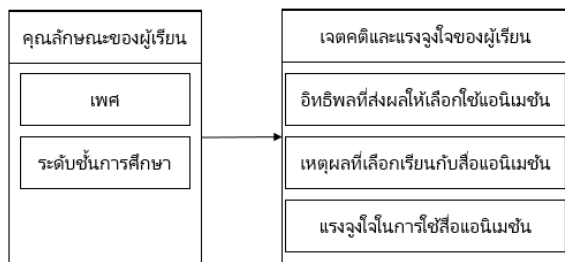 คุณลักษณะของผู้เรียน
เพศ
ระดับชั้นการศึกษา
เจตคติและแรงจูงใจของผู้เรียน
อิทธิพลที่ส่งผลให้เลือกใช้แอนิเมชัน
เหตุผลที่เลือกเรียนกับสื่อแอนิเมชัน
แรงจูงใจในการใช้สื่อแอนิเมชัน